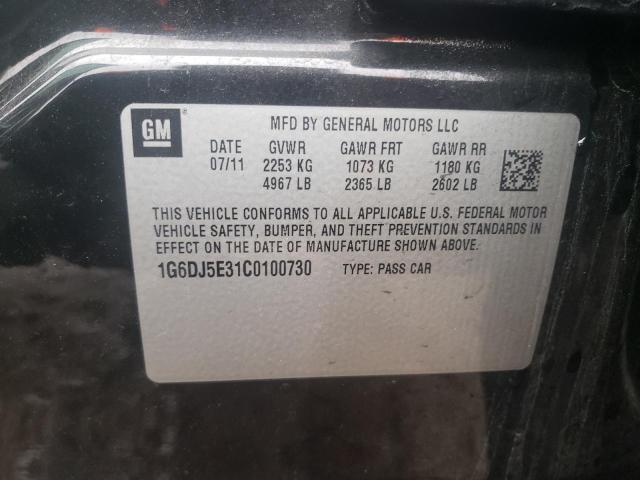 GM
MFD BY GENERAL MOTORS LLC
DATE GVWR GAWR FRT GAWR RR
07/11 2253 KG 1073 KG 1180 KG
4967 LB 2365 LB 2602 LB
THIS VEHICLE CONFORMS TO ALL APPLICABLE U.S. FEDERAL MOTOR
VEHICLE SAFETY, BUMPER, AND THEFT PREVENTION STANDARDS IN
EFFECT ON THE DATE OF MANUFACTURE SHOWN ABOVE.
1G6DJ5E31C0100730 TYPE: PASS CAR